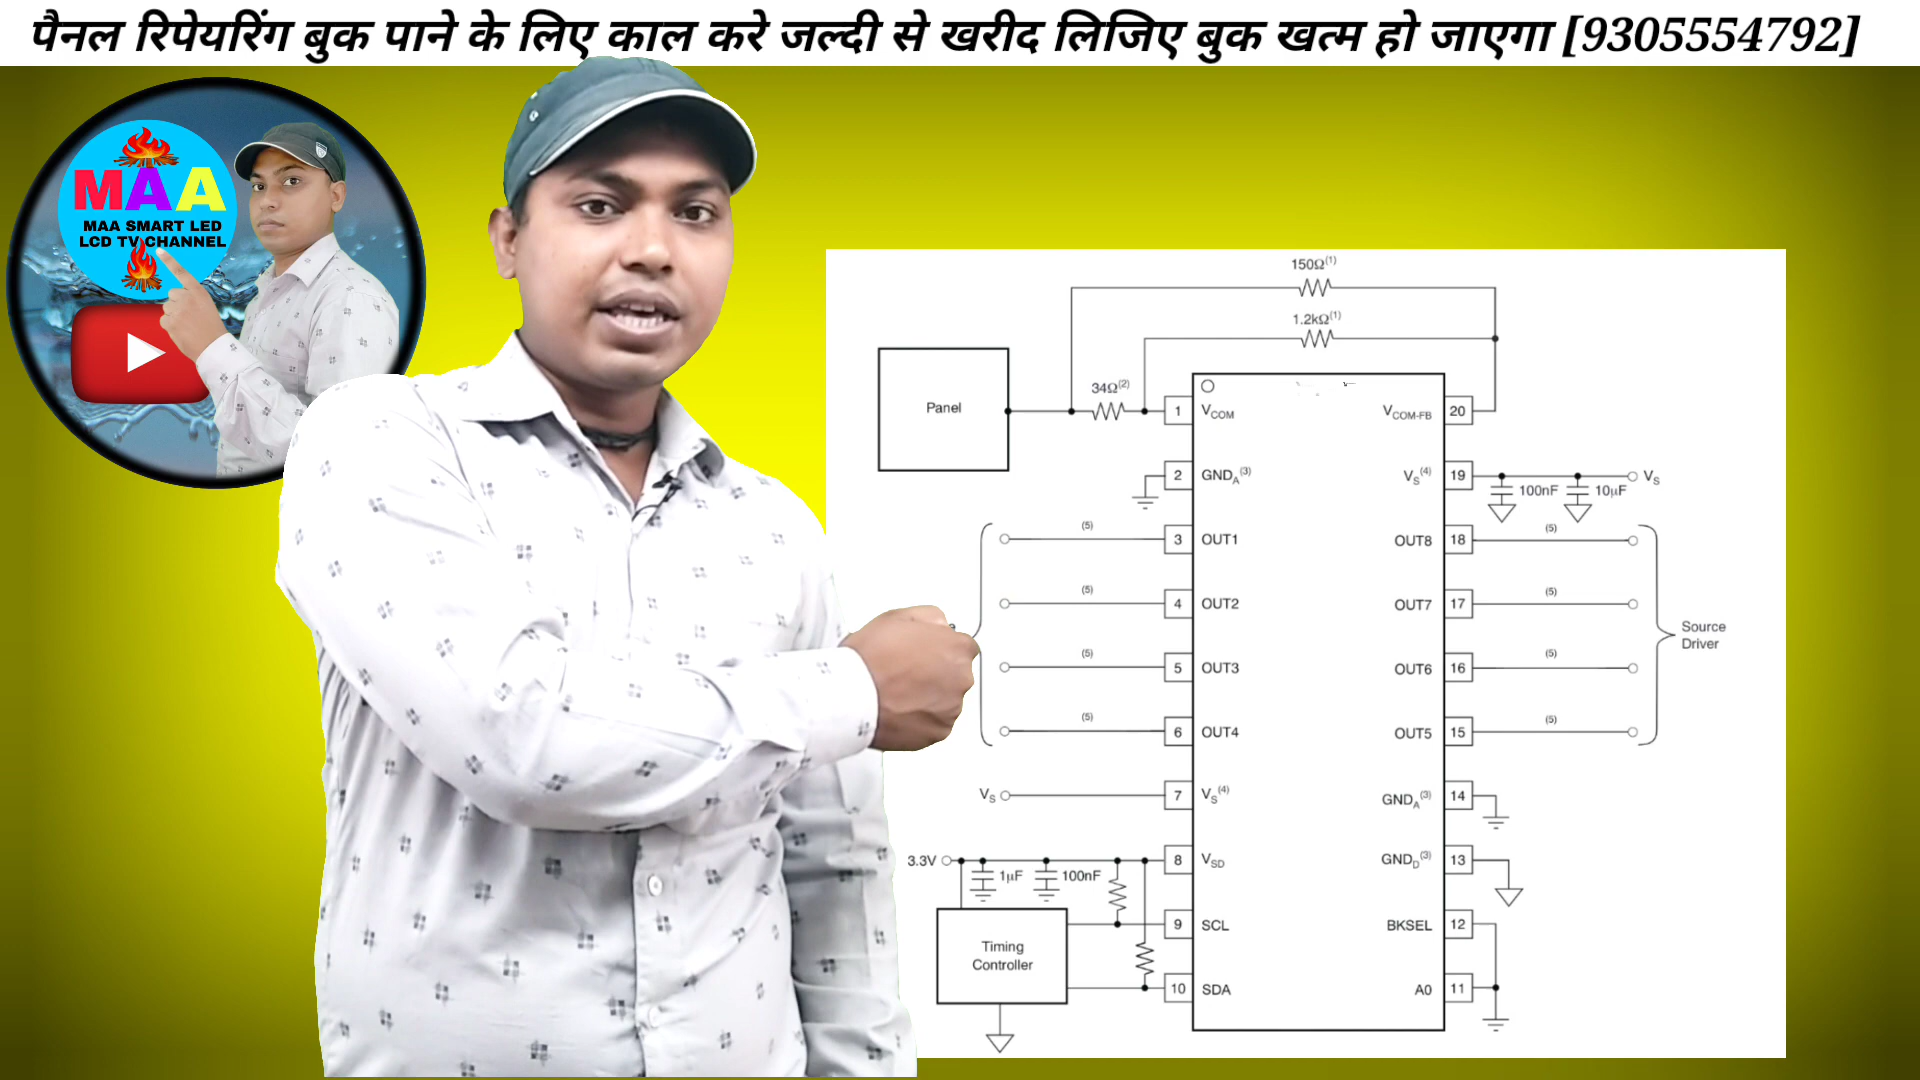 पैनल रिपेयरिंग बुक पाने के लिए काल करे जल्दी से खरीद लिजिए बुक खत्म हो जाएगा [9305554792]
MAA
MAA SMART LED
LCD TV CHANNEL
150Ω(1)
1.2kΩ(1)
34Ω(2)
Panel
1 VCOM
VCOM-FB 20
2 GNDA(3)
VS(4) 19
100nF
10μF
VS
(5)
3 OUT1
OUT8 18
(5)
(5)
4 OUT2
OUT7 17
(5)
Source
Driver
(5)
5 OUT3
OUT6 16
(5)
(5)
6 OUT4
OUT5 15
(5)
VS
7 VS(4)
GNDA(3) 14
3.3V
1μF
100nF
8 VSD
GNDD(3) 13
9 SCL
BKSEL 12
Timing
Controller
10 SDA
A0 11